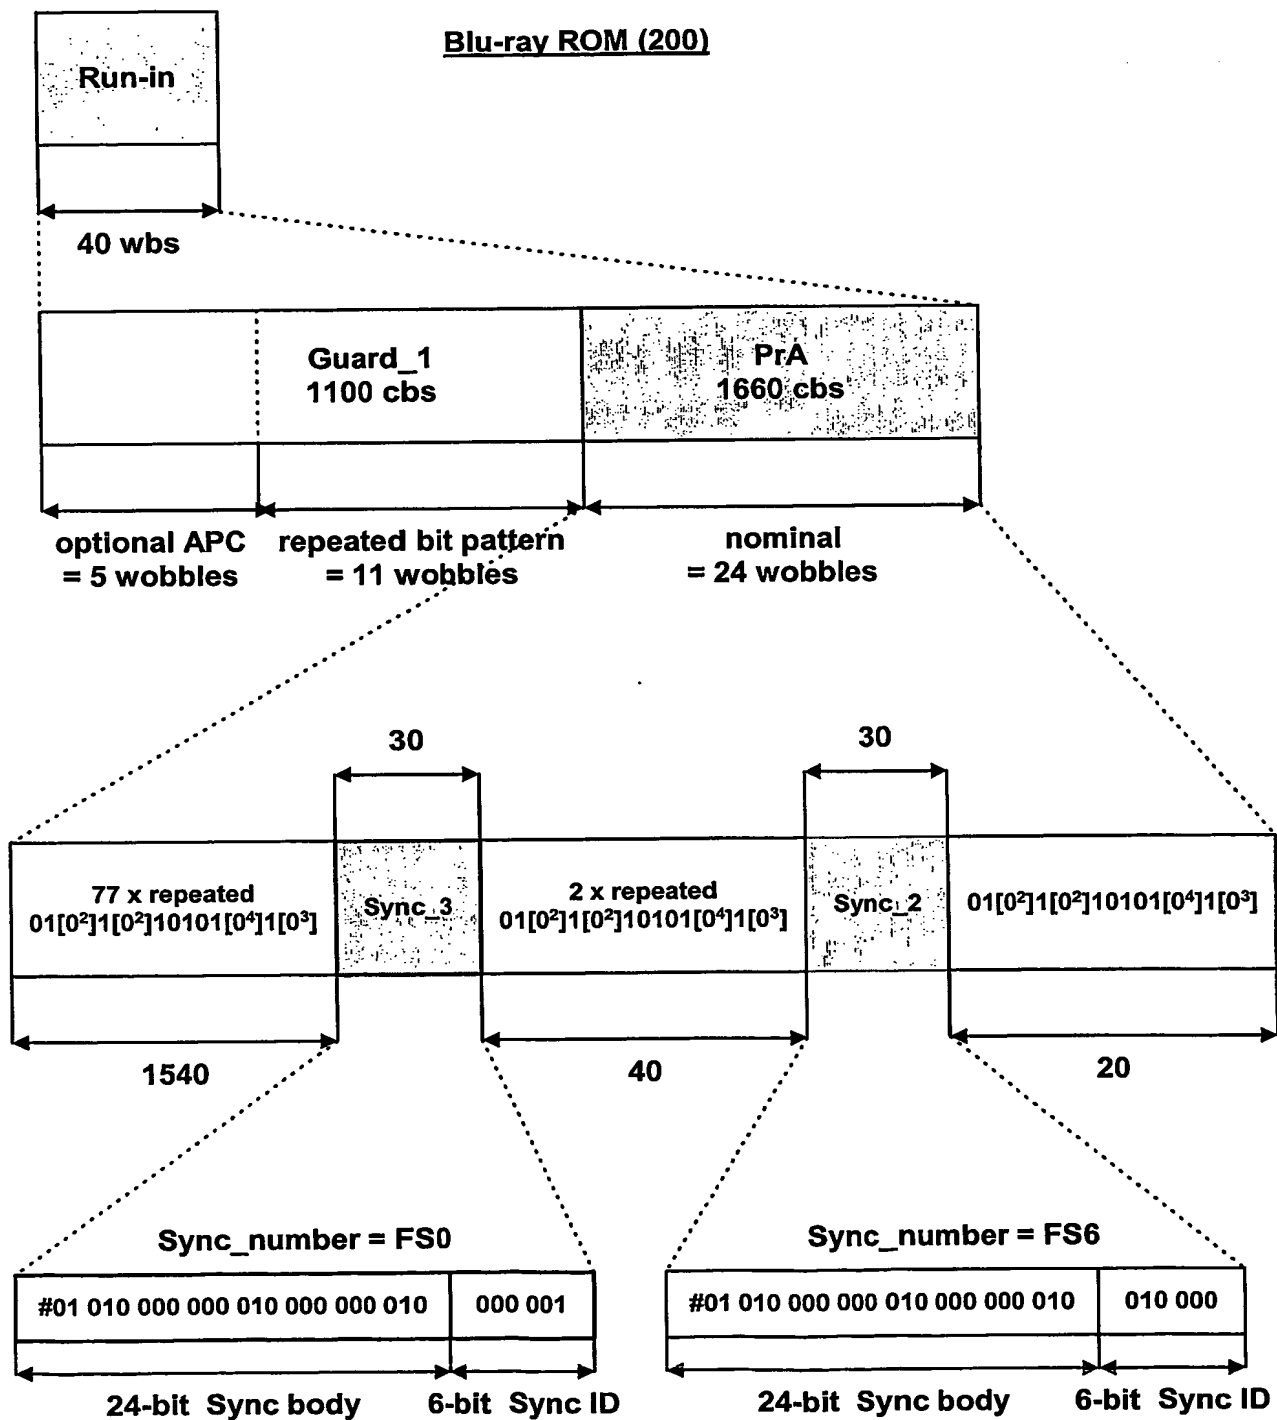 Blu-ray ROM (200)
Run-in
40 wbs
Guard_1
1100 cbs
PrA
1660 cbs
optional APC
= 5 wobbles
repeated bit pattern
= 11 wobbles
nominal
= 24 wobbles
30
30
77 x repeated
01[0²]1[0²]10101[0⁴]1[0³]
Sync_3
2 x repeated
01[0²]1[0²]10101[0⁴]1[0³]
Sync_2
01[0²]1[0²]10101[0⁴]1[0³]
1540
40
20
Sync_number = FS0
Sync_number = FS6
#01 010 000 000 010 000 000 010
000 001
#01 010 000 000 010 000 000 010
010 000
24-bit Sync body
6-bit Sync ID
24-bit Sync body
6-bit Sync ID